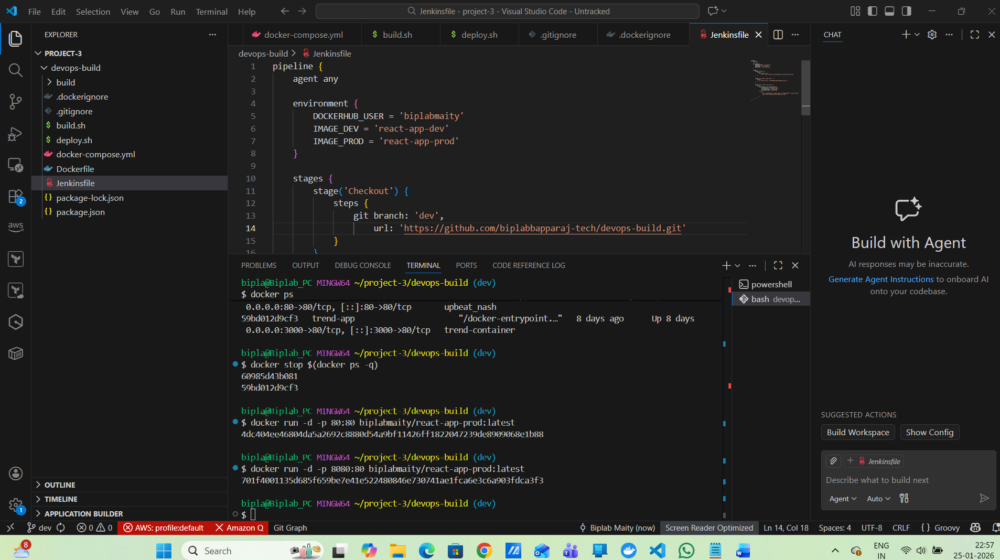 File Edit Selection View Go Run Terminal Help
Jenkinsfile - project-3 - Visual Studio Code - Untracked
EXPLORER
PROJECT-3
devops-build
build
.dockerignore
.gitignore
build.sh
deploy.sh
docker-compose.yml
Dockerfile
Jenkinsfile
package-lock.json
package.json
OUTLINE
TIMELINE
APPLICATION BUILDER
2
aws
1
docker-compose.yml
build.sh
deploy.sh
.gitignore
.dockerignore
Jenkinsfile
devops-build > Jenkinsfile
1 pipeline {
2 agent any
3
4 environment {
5 DOCKERHUB_USER = 'biplabmaity'
6 IMAGE_DEV = 'react-app-dev'
7 IMAGE_PROD = 'react-app-prod'
8 }
9
10 stages {
11 stage('Checkout') {
12 steps {
13 git branch: 'dev',
14 url: 'https://github.com/biplabbapparaj-tech/devops-build.git'
15 }
16 }
PROBLEMS OUTPUT DEBUG CONSOLE TERMINAL PORTS CODE REFERENCE LOG
bipla@Biplab_PC MINGW64 ~/project-3/devops-build (dev)
$ docker ps
0.0.0.0:80->80/tcp, [::]:80->80/tcp upbeat_nash
59bd012d9cf3 trend-app "/docker-entrypoint.…" 8 days ago Up 8 days
0.0.0.0:3000->80/tcp, [::]:3000->80/tcp trend-container
bipla@Biplab_PC MINGW64 ~/project-3/devops-build (dev)
$ docker stop $(docker ps -q)
60985d43b081
59bd012d9cf3
bipla@Biplab_PC MINGW64 ~/project-3/devops-build (dev)
$ docker run -d -p 80:80 biplabmaity/react-app-prod:latest
4dc404ee46804da5a2692c8880d54a9bf11426ff1822047239de8909068e1b88
bipla@Biplab_PC MINGW64 ~/project-3/devops-build (dev)
$ docker run -d -p 8080:80 biplabmaity/react-app-prod:latest
701f4001135d685f659be7e41e522480846e730741ae1fca6e3c6a903fdca3f3
bipla@Biplab_PC MINGW64 ~/project-3/devops-build (dev)
$
powershell
bash devop...
CHAT
Build with Agent
AI responses may be inaccurate.
Generate Agent Instructions to onboard AI
onto your codebase.
SUGGESTED ACTIONS
Build Workspace Show Config
Jenkinsfile
Describe what to build next
Agent Auto
dev 0 0 AWS: profile:default Amazon Q Git Graph Biplab Maity (now) Screen Reader Optimized Ln 14, Col 18 Spaces: 4 UTF-8 CRLF {} Groovy
8
Search
ENG
IN
22:57
25-01-2026